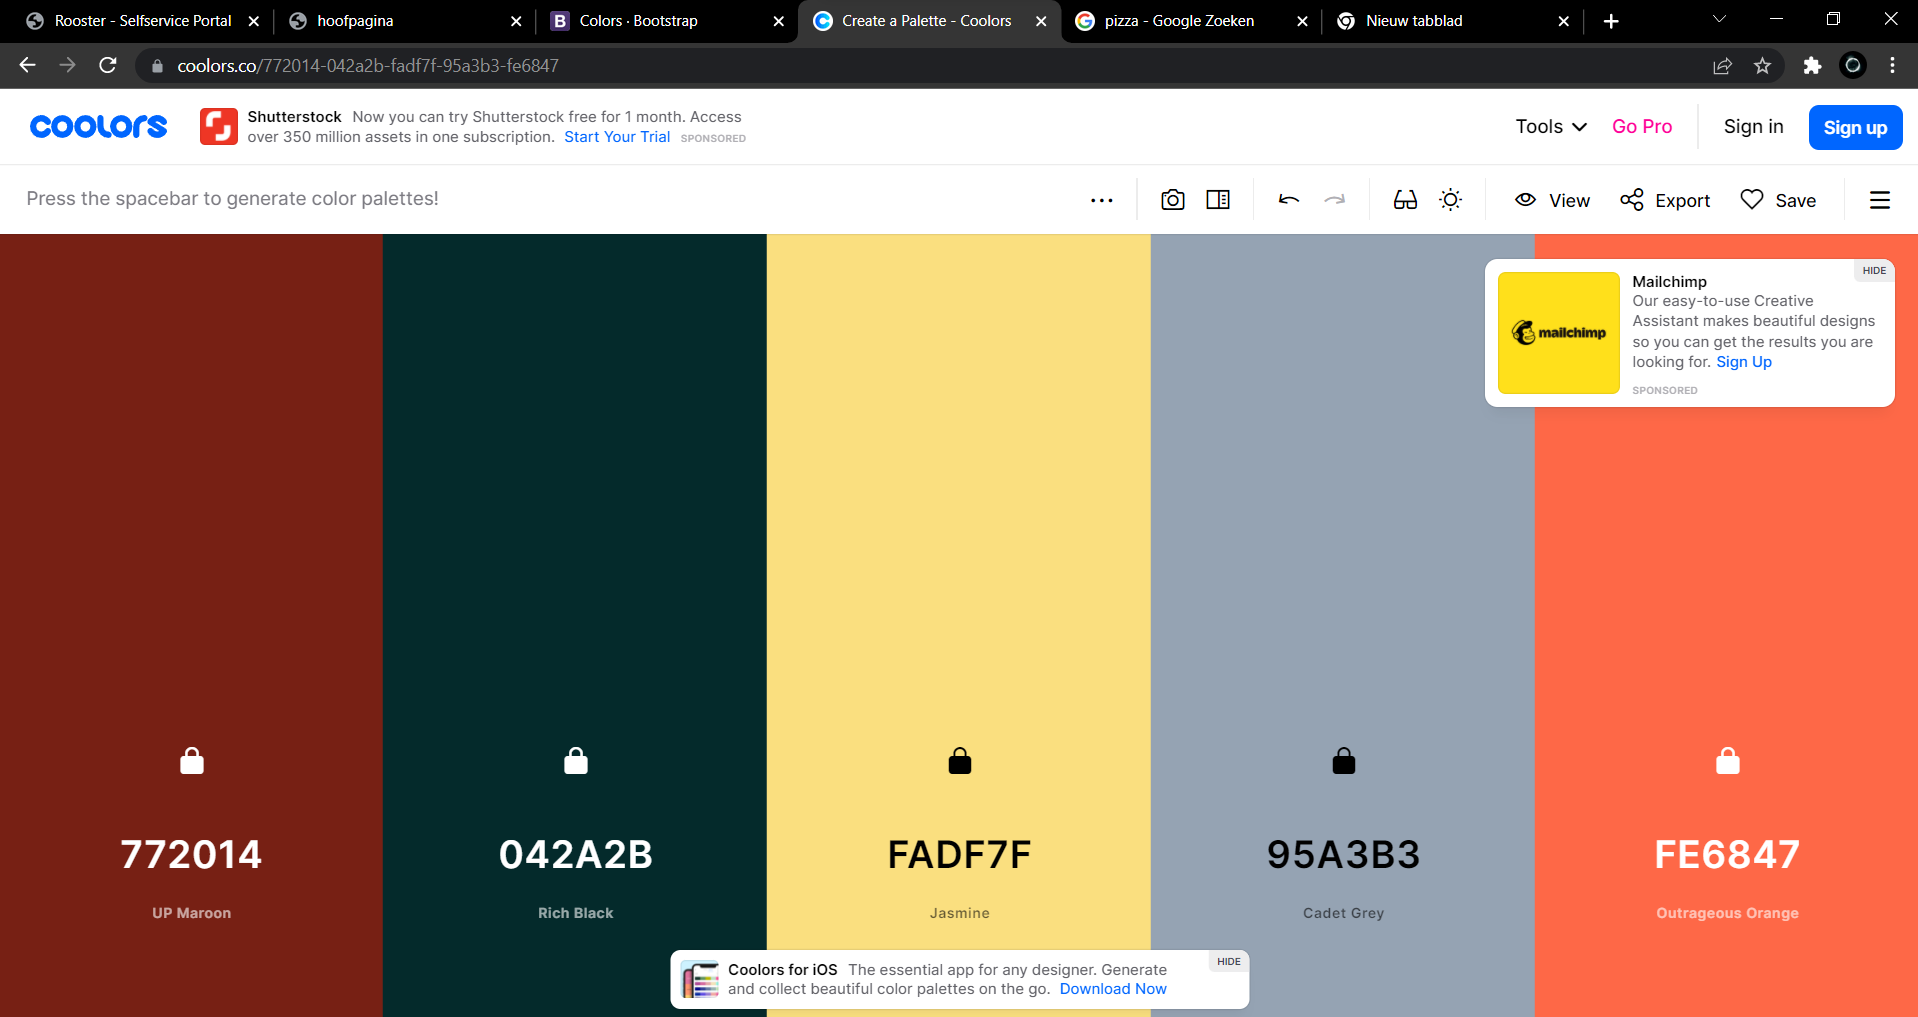 Rooster - Selfservice Portal
hoofpagina
Colors · Bootstrap
Create a Palette - Coolors
pizza - Google Zoeken
Nieuw tabblad
coolors.co/772014-042a2b-fadf7f-95a3b3-fe6847
coolors
Shutterstock Now you can try Shutterstock free for 1 month. Access
over 350 million assets in one subscription. Start Your Trial SPONSORED
Tools
Go Pro
Sign in
Sign up
Press the spacebar to generate color palettes!
View
Export
Save
HIDE
mailchimp
Mailchimp
Our easy-to-use Creative
Assistant makes beautiful designs
so you can get the results you are
looking for. Sign Up
SPONSORED
772014
UP Maroon
042A2B
Rich Black
FADF7F
Jasmine
95A3B3
Cadet Grey
FE6847
Outrageous Orange
Coolors for iOS The essential app for any designer. Generate
and collect beautiful color palettes on the go. Download Now
HIDE